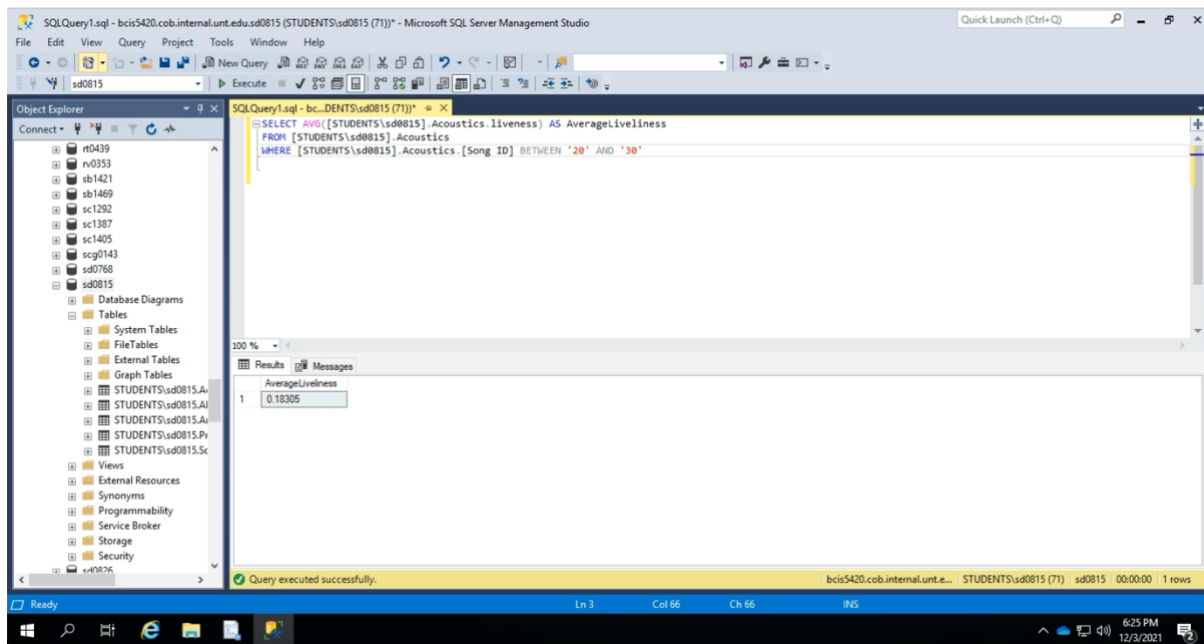 SQLQuery1.sql - bcis5420.cob.internal.unt.edu.sd0815 (STUDENTS\sd0815 (71))* - Microsoft SQL Server Management Studio
Quick Launch (Ctrl+Q)
File Edit View Query Project Tools Window Help
New Query
sd0815
Execute
Object Explorer
SQLQuery1.sql - bc...DENTS\sd0815 (71))*
Connect
SELECT AVG([STUDENTS\sd0815].Acoustics.liveness) AS AverageLiveliness
FROM [STUDENTS\sd0815].Acoustics
WHERE [STUDENTS\sd0815].Acoustics.[Song ID] BETWEEN '20' AND '30'
rt0439
rv0353
sb1421
sb1469
sc1292
sc1387
sc1405
scg0143
sd0768
sd0815
Database Diagrams
Tables
System Tables
FileTables
External Tables
Graph Tables
STUDENTS\sd0815.A
STUDENTS\sd0815.Al
STUDENTS\sd0815.A
STUDENTS\sd0815.Pr
STUDENTS\sd0815.Sc
Views
External Resources
Synonyms
Programmability
Service Broker
Storage
Security
sd0826
100 %
Results Messages
AverageLiveliness
1 0.18305
Query executed successfully.
bcis5420.cob.internal.unt.e... STUDENTS\sd0815 (71) sd0815 00:00:00 1 rows
Ready Ln 3 Col 66 Ch 66 INS
6:25 PM
12/3/2021